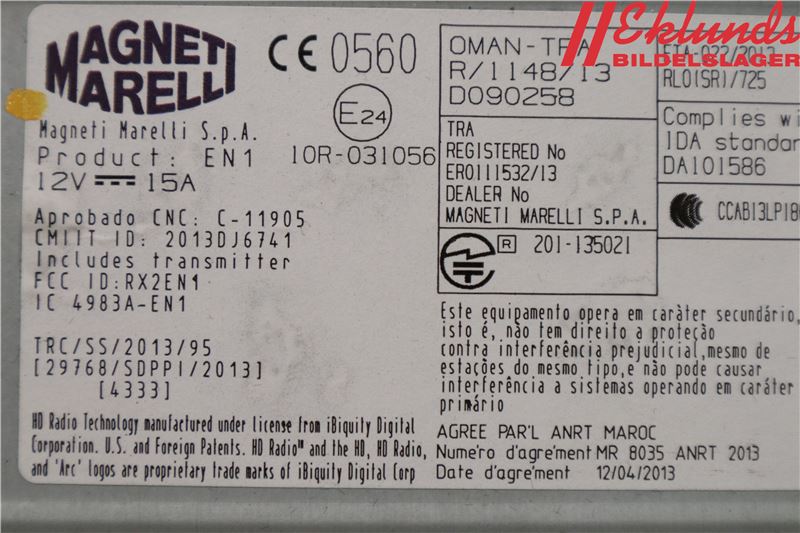 MAGNETI
MARELLI
CE 0560
E24
10R-031056
Magneti Marelli S.p.A.
Product: EN1
12V 15A
Aprobado CNC: C-11905
CMIIT ID: 2013DJ6741
Includes transmitter
FCC ID:RX2EN1
IC 4983A-EN1
TRC/SS/2013/95
[29768/SDPPI/2013]
[4333]
HD Radio Technology manufactured under license from iBiquity Digital
Corporation. U.S. and Foreign Patents. HD Radio™ and the HD, HD Radio,
and 'Arc' logos are proprietary trade marks of iBiquity Digital Corp
OMAN-TRA
R/1148/13
D090258
TRA
REGISTERED No
ER0111532/13
DEALER No
MAGNETI MARELLI S.P.A.
R 201-135021
Eklunds
BILDELSLAGER
RLO(SR)/725
Complies
IDA
DA101586
Este equipamento opera em caràter secundário,
isto é, não tem direito a proteção
contra interferência prejudicial,mesmo de
estações do mesmo tipo,e não pode causar
interferência a sistemas operando em caráter
primário
AGREE PAR'L ANRT MAROC
Nume'ro d'agreement MR 8035 ANRT 2013
Date d'agrément 12/04/2013